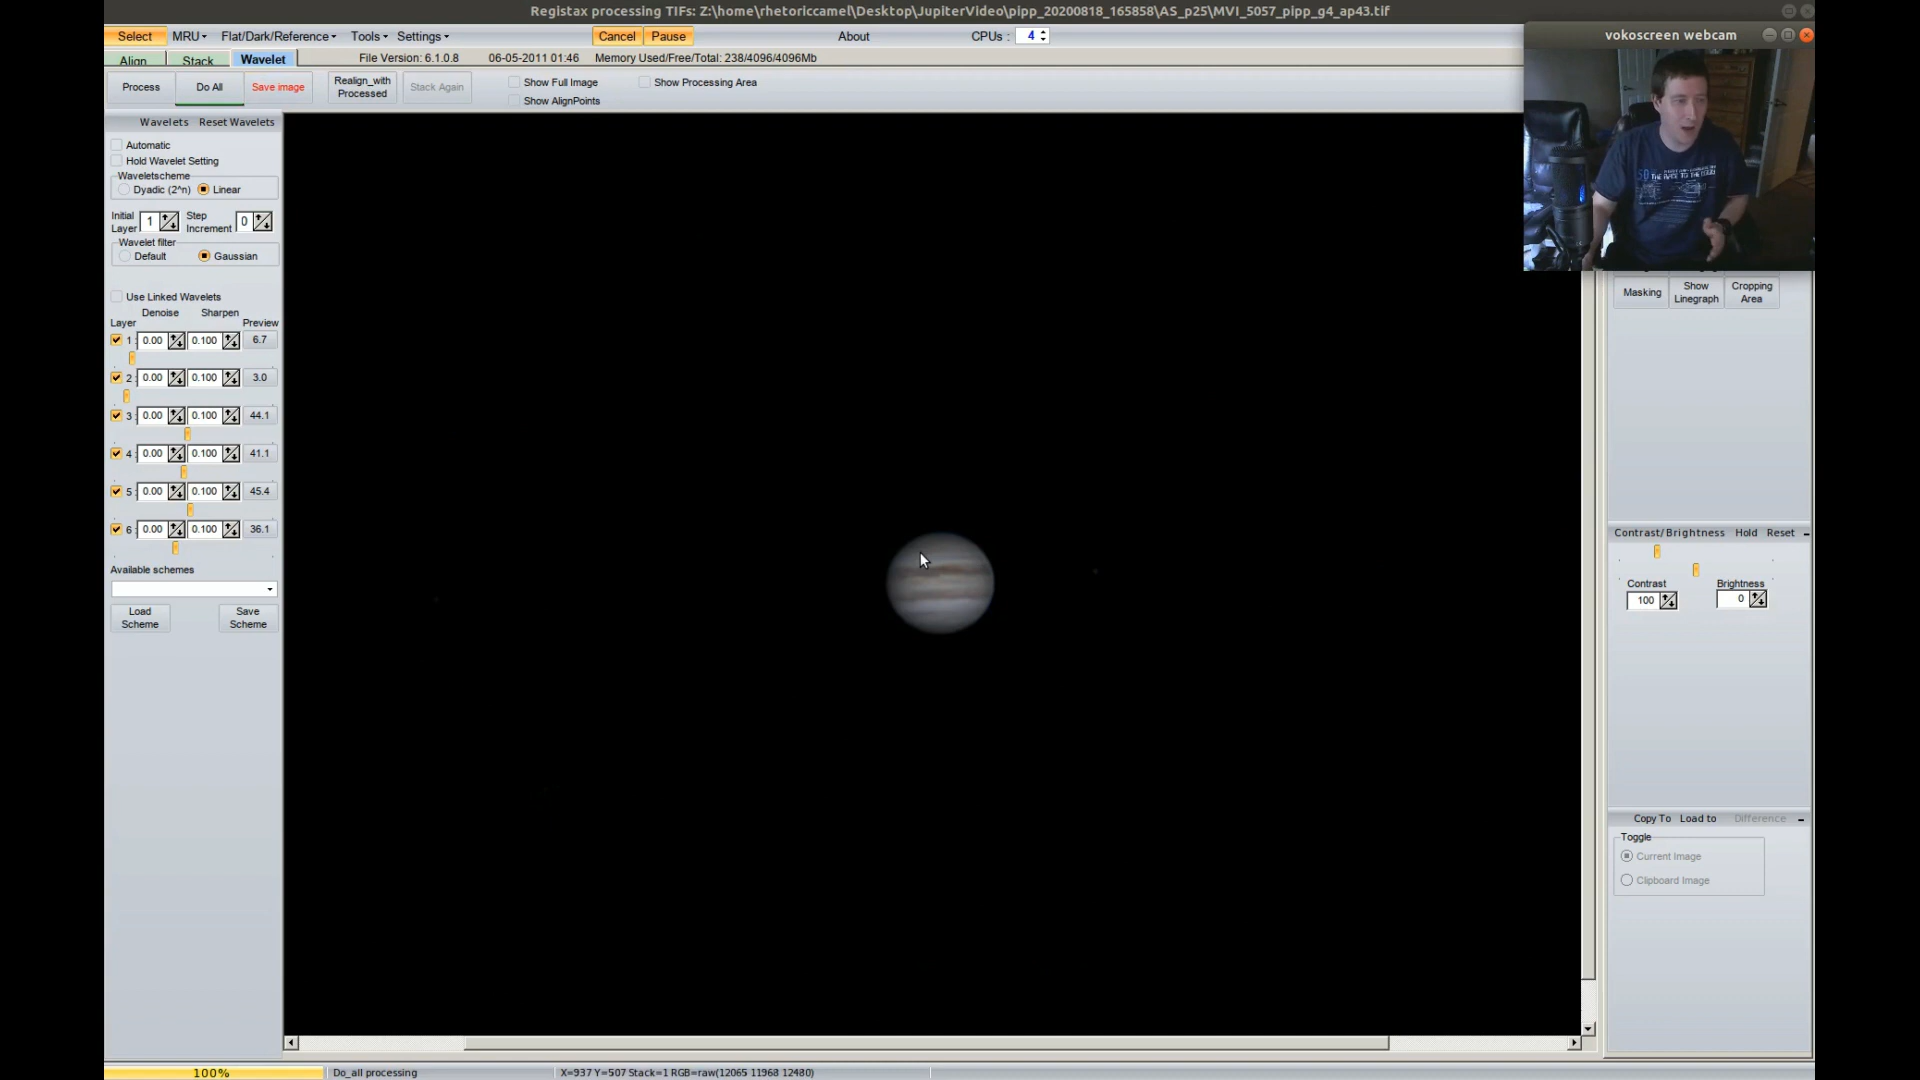 Registax processing TIFs: Z:\home\rhetoriccamel\Desktop\JupiterVideo\pipp_20200818_165858\AS_p25\MVI_5057_pipp_g4_ap43.tif
Select MRU Flat/Dark/Reference Tools Settings Cancel Pause About CPUs : 4
vokoscreen webcam
Align Stack Wavelet File Version: 6.1.0.8 06-05-2011 01:46 Memory Used/Free/Total: 238/4096/4096Mb
Process Do All Save image Realign_with Processed Stack Again
Show Full Image Show Processing Area
Show AlignPoints
Wavelets Reset Wavelets
Automatic
Hold Wavelet Setting
Waveletscheme
Dyadic (2^n) Linear
Initial Layer 1 Step Increment 0
Wavelet filter
Default Gaussian
Use Linked Wavelets
Denoise Sharpen
Layer Preview
1 : 0.00 0.100 6.7
2 : 0.00 0.100 3.0
3 : 0.00 0.100 44.1
4 : 0.00 0.100 41.1
5 : 0.00 0.100 45.4
6 : 0.00 0.100 36.1
Available schemes
Load Scheme Save Scheme
Masking Show Linegraph Cropping Area
Contrast/Brightness Hold Reset
Contrast Brightness
100 0
Copy To Load to Difference
Toggle
Current Image
Clipboard Image
100% Do_all processing X=937 Y=507 Stack=1 RGB=raw(12065 11968 12480)